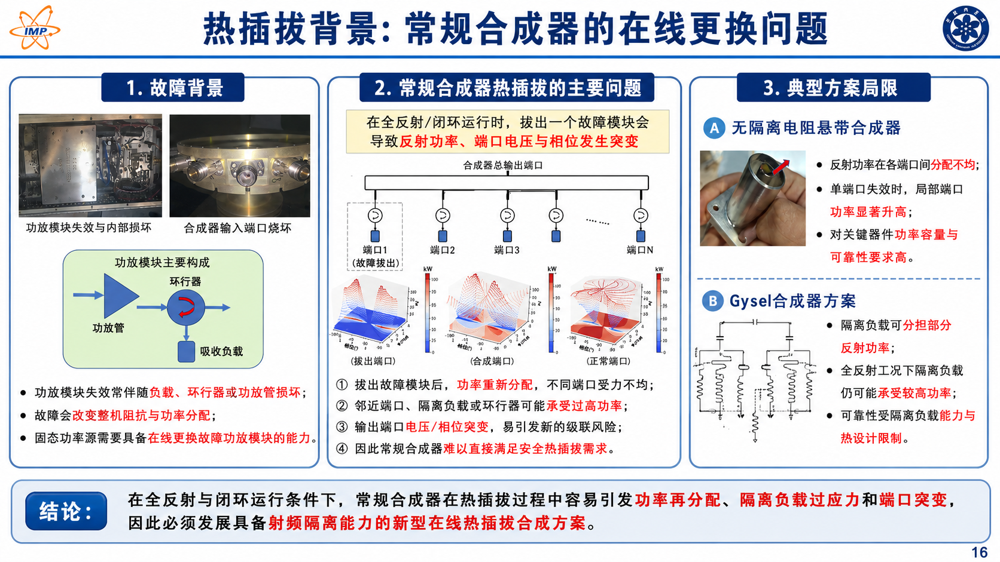 IMP
热插拔背景：常规合成器的在线更换问题
1. 故障背景
功放模块失效与内部损坏
合成器输入端口烧坏
功放模块主要构成
环行器
功放管
吸收负载
● 功放模块失效常伴随负载、环行器或功放管损坏；
● 故障会改变整机阻抗与功率分配；
● 固态功率源需要具备在线更换故障功放模块的能力。
2. 常规合成器热插拔的主要问题
在全反射/闭环运行时，拔出一个故障模块会
导致反射功率、端口电压与相位发生突变
合成器总输出端口
端口1
(故障拔出)
端口2
端口3
端口N
kW
kW
kW
相位(°)
相位(°)
相位(°)
(拔出端口)
(合成端口)
(正常端口)
① 拔出故障模块后，功率重新分配，不同端口受力不均；
② 邻近端口、隔离负载或环行器可能承受过高功率；
③ 输出端口电压/相位突变，易引发新的级联风险；
④ 因此常规合成器难以直接满足安全热插拔需求。
3. 典型方案局限
A 无隔离电阻悬带合成器
● 反射功率在各端口间分配不均；
● 单端口失效时，局部端口
功率显著升高；
● 对关键器件功率容量与
可靠性要求高。
B Gysel合成器方案
● 隔离负载可分担部分
反射功率；
● 全反射工况下隔离负载
仍可能承受较高功率；
● 可靠性受隔离负载能力与
热设计限制。
结论：
在全反射与闭环运行条件下，常规合成器在热插拔过程中容易引发功率再分配、隔离负载过应力和端口突变，
因此必须发展具备射频隔离能力的新型在线热插拔合成方案。
16